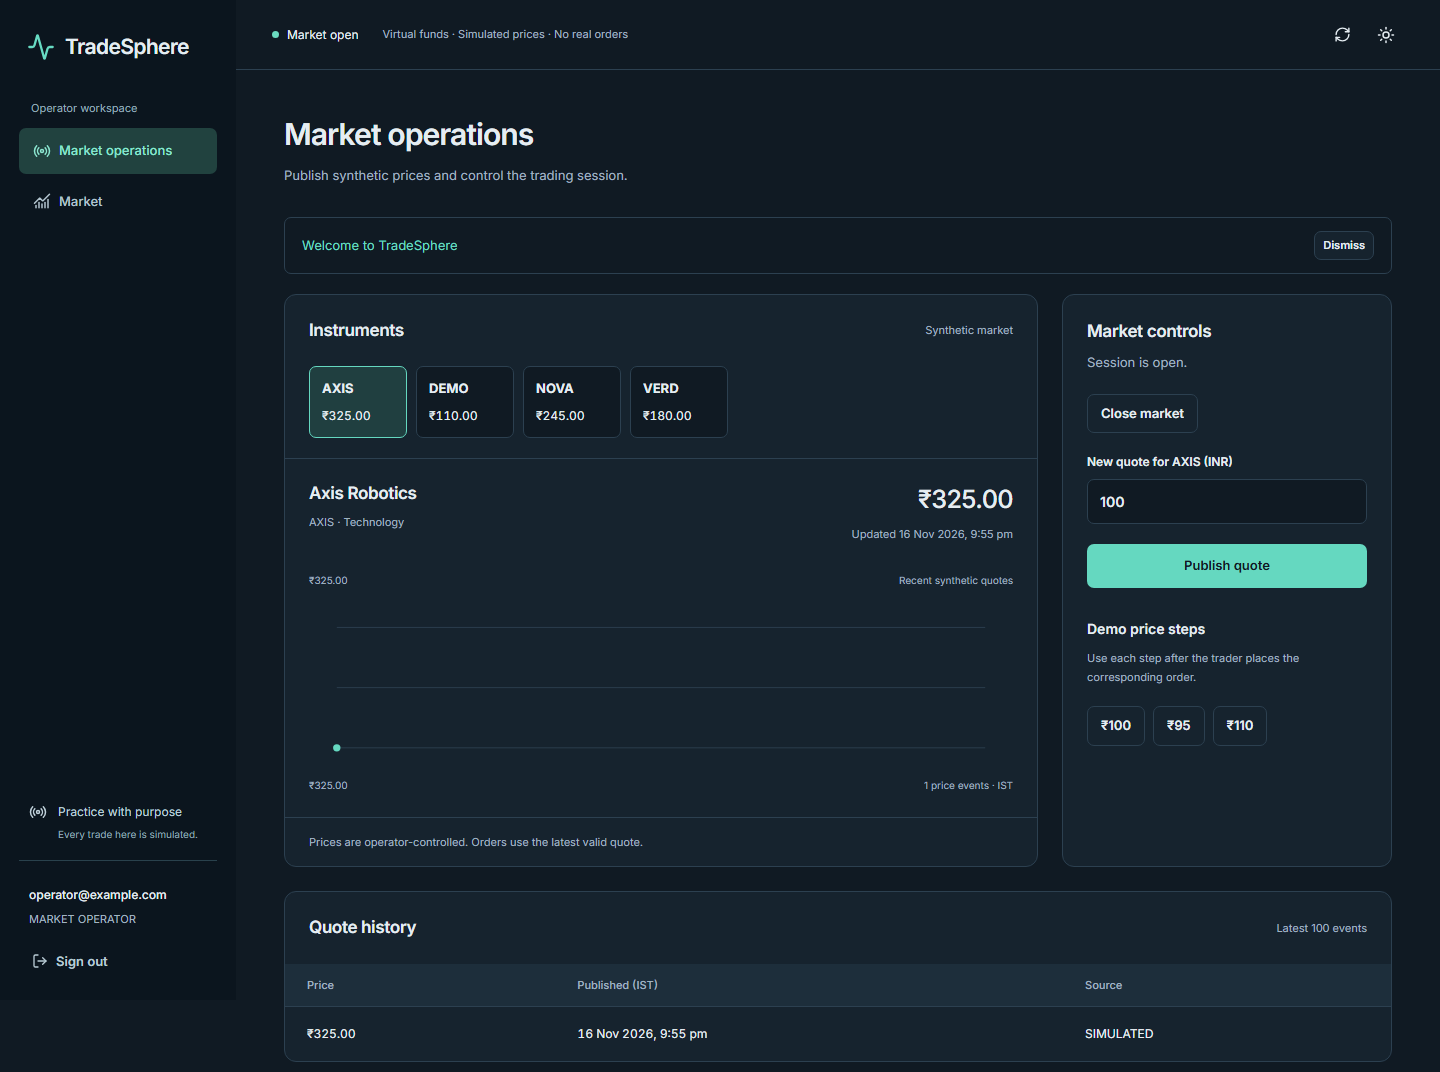 TradeSphere
Operator workspace
Market operations
Market
Practice with purpose
Every trade here is simulated.
operator@example.com
MARKET OPERATOR
Sign out
Market open
Virtual funds · Simulated prices · No real orders
Market operations
Publish synthetic prices and control the trading session.
Welcome to TradeSphere
Dismiss
Instruments
Synthetic market
AXIS
₹325.00
DEMO
₹110.00
NOVA
₹245.00
VERD
₹180.00
Axis Robotics
₹325.00
AXIS · Technology
Updated 16 Nov 2026, 9:55 pm
₹325.00
Recent synthetic quotes
₹325.00
1 price events · IST
Prices are operator-controlled. Orders use the latest valid quote.
Market controls
Session is open.
Close market
New quote for AXIS (INR)
100
Publish quote
Demo price steps
Use each step after the trader places the
corresponding order.
₹100
₹95
₹110
Quote history
Latest 100 events
Price
Published (IST)
Source
₹325.00
16 Nov 2026, 9:55 pm
SIMULATED